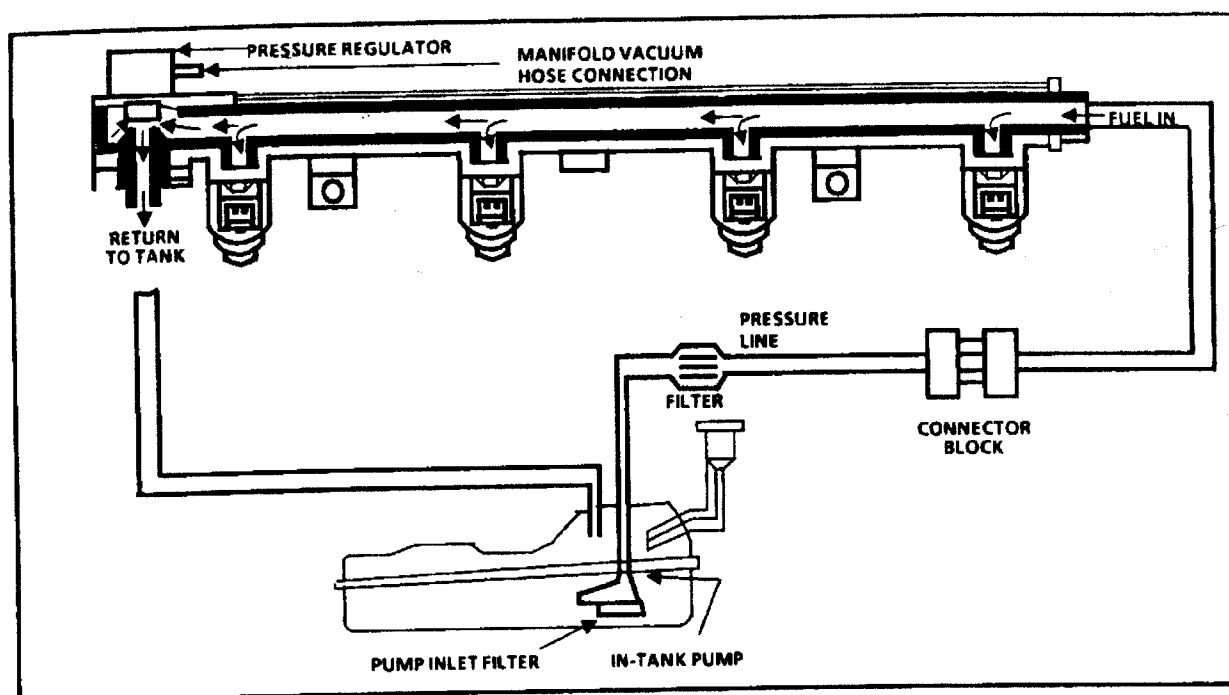 PRESSURE REGULATOR
MANIFOLD VACUUM
HOSE CONNECTION
FUEL IN
RETURN
TO TANK
PRESSURE
LINE
FILTER
CONNECTOR
BLOCK
PUMP INLET FILTER
IN-TANK PUMP